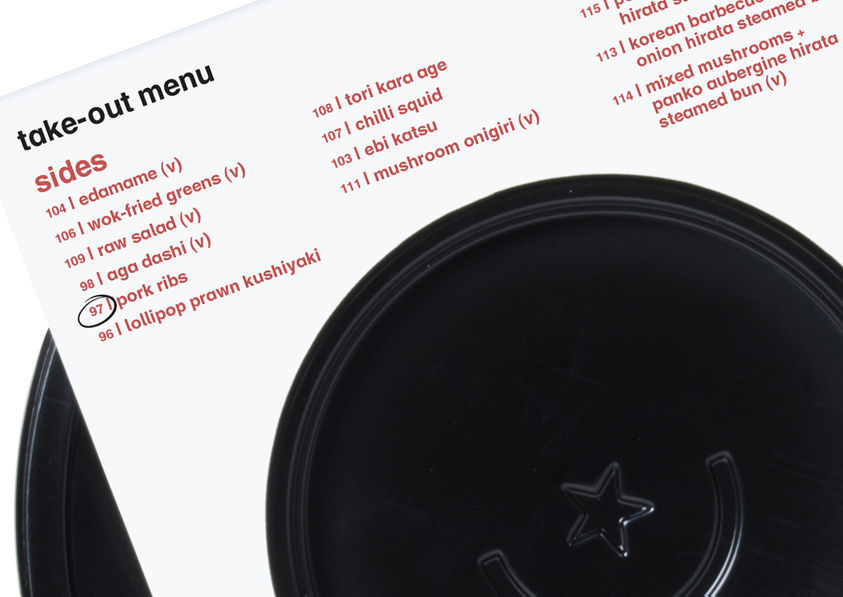 take-out menu
sides
104 | edamame (v)
106 | wok-fried greens (v)
109 | raw salad (v)
98 | aga dashi (v)
97 | pork ribs
96 | lollipop prawn kushiyaki
108 | tori kara age
107 | chilli squid
103 | ebi katsu
111 | mushroom onigiri (v)
115 |
hirata
113 | korean barbecue
onion hirata steamed
114 | mixed mushrooms +
panko aubergine hirata
steamed bun (v)